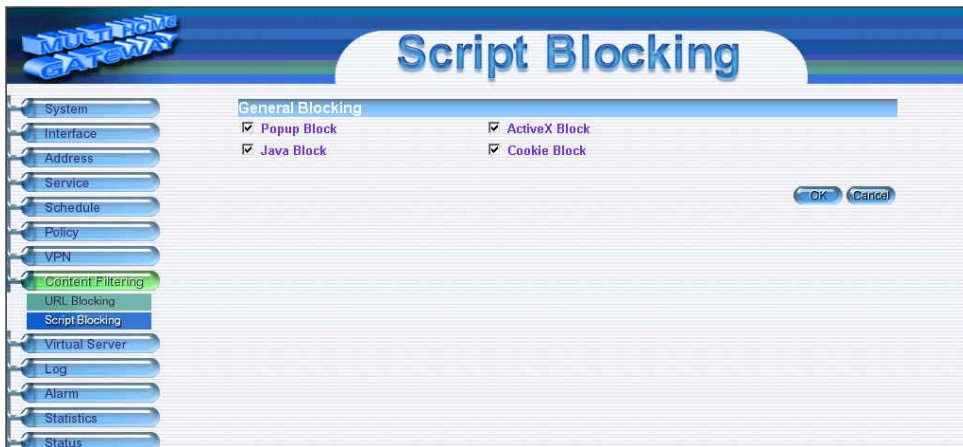 MULTI HOME
GATEWAY
Script Blocking
System
Interface
Address
Service
Schedule
Policy
VPN
Content Filtering
URL Blocking
Script Blocking
Virtual Server
Log
Alarm
Statistics
Status
General Blocking
Popup Block
ActiveX Block
Java Block
Cookie Block
OK
Cancel